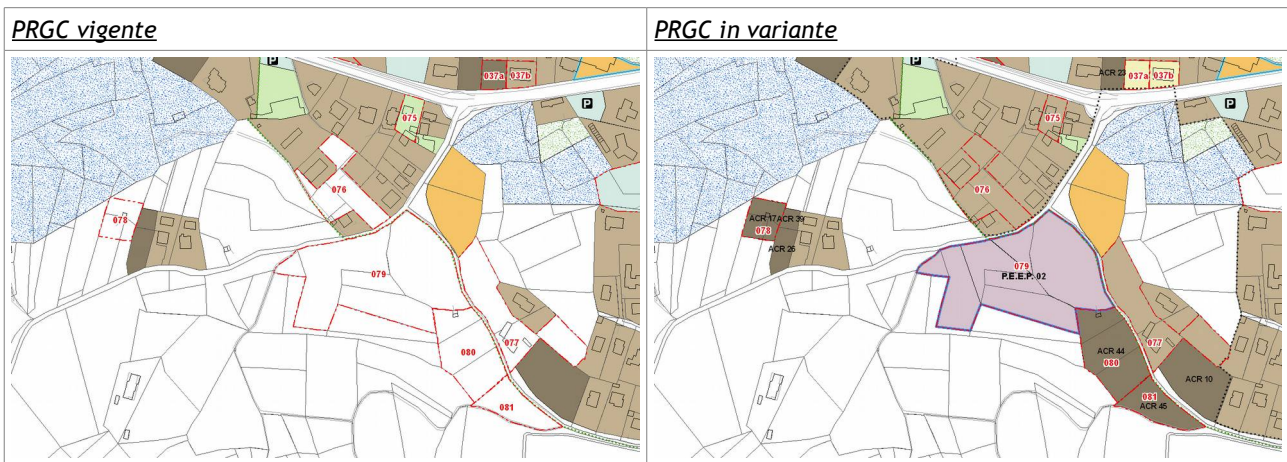 PRGC vigente
P
037a 037b
075
P
076
078
079
080
077
081
PRGC in variante
P
ACR 23
037a 037b
075
P
076
ACR 17 ACR 39
078
ACR 26
079
P.E.E.P. 02
077
ACR 44
080
ACR 10
081
ACR 45